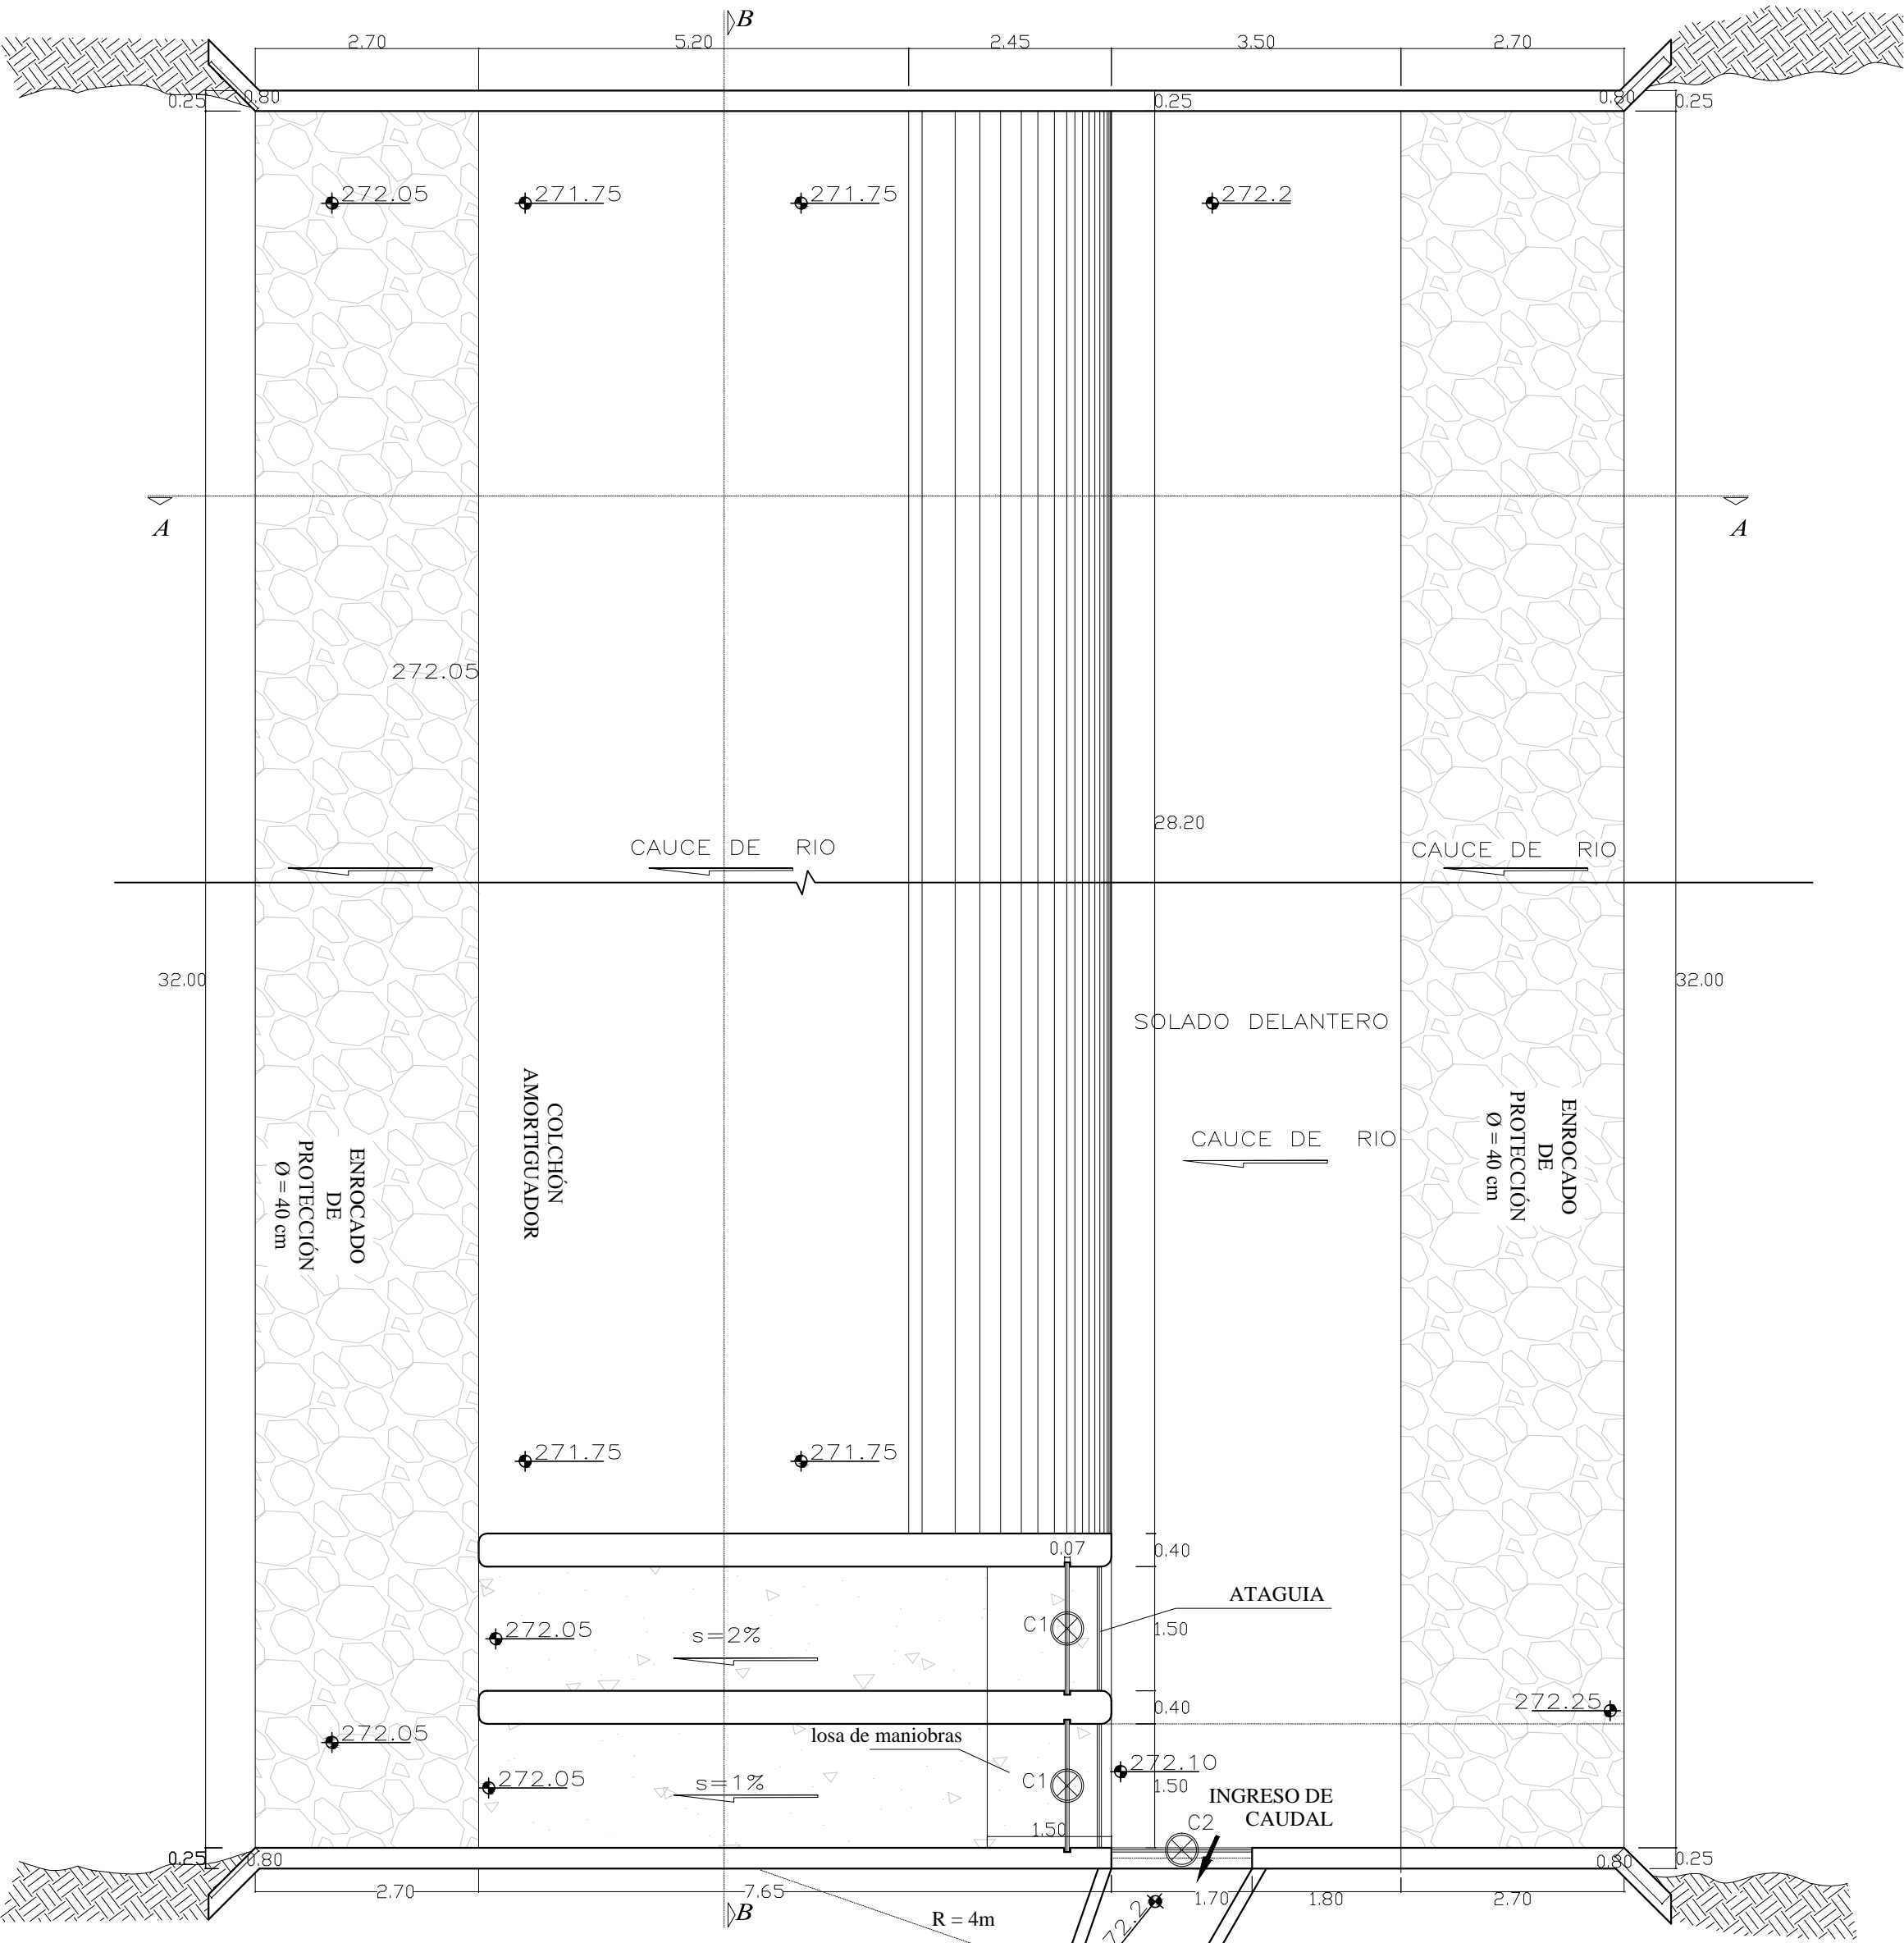 B
2.70
5.20
2.45
3.50
2.70
0.25
0.80
0.25
0.80
0.25
272.05
271.75
271.75
272.2
A
A
272.05
28.20
CAUCE DE RIO
CAUCE DE RIO
32.00
32.00
SOLADO DELANTERO
COLCHÓN
AMORTIGUADOR
CAUCE DE RIO
ENROCADO
DE
PROTECCIÓN
Ø = 40 cm
ENROCADO
DE
PROTECCIÓN
Ø = 40 cm
271.75
271.75
0.07
0.40
ATAGUIA
C1
1.50
272.05
s=2%
272.25
0.40
272.05
losa de maniobras
272.10
272.05
s=1%
C1
1.50
INGRESO DE
CAUDAL
1.50
C2
0.25
0.80
0.80
0.25
2.70
7.65
1.70
1.80
2.70
B
R = 4m
72.2